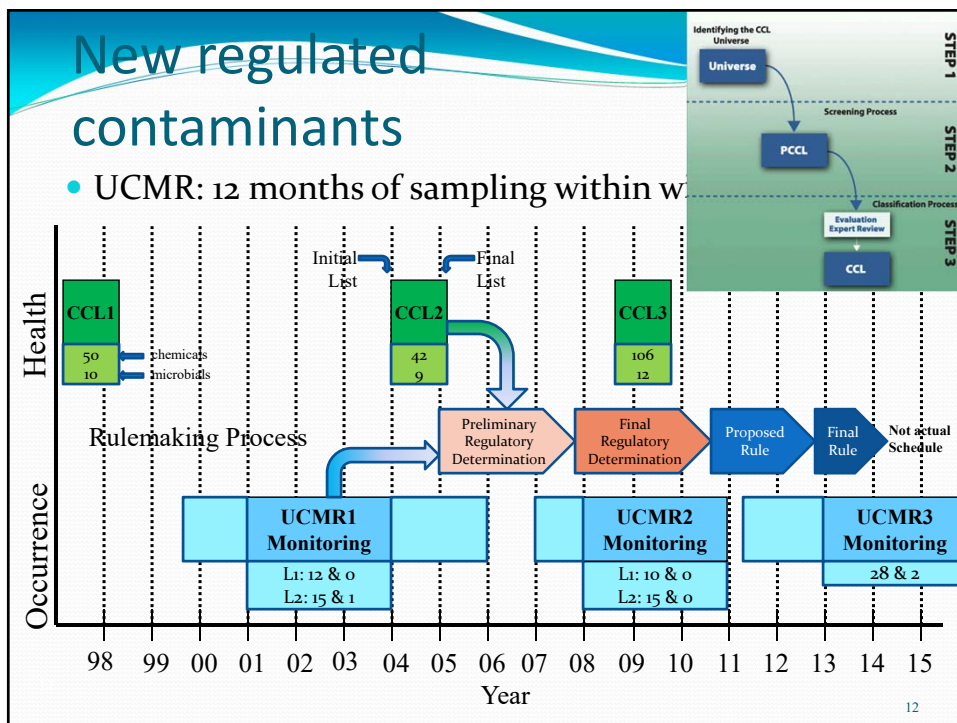 New regulated
contaminants
Identifying the CCL
Universe
Universe
STEP 1
Screening Process
PCCL
STEP 2
Classification Process
Evaluation
Expert Review
CCL
STEP 3
• UCMR: 12 months of sampling within
Initial
List
Final
List
Health
CCL1
50
10
chemicals
microbials
CCL2
42
9
CCL3
106
12
Rulemaking Process
Preliminary
Regulatory
Determination
Final
Regulatory
Determination
Proposed
Rule
Final
Rule
Not actual
Schedule
Occurrence
UCMR1
Monitoring
L1: 12 & 0
L2: 15 & 1
UCMR2
Monitoring
L1: 10 & 0
L2: 15 & 0
UCMR3
Monitoring
28 & 2
98 99 00 01 02 03 04 05 06 07 08 09 10 11 12 13 14 15
Year
12